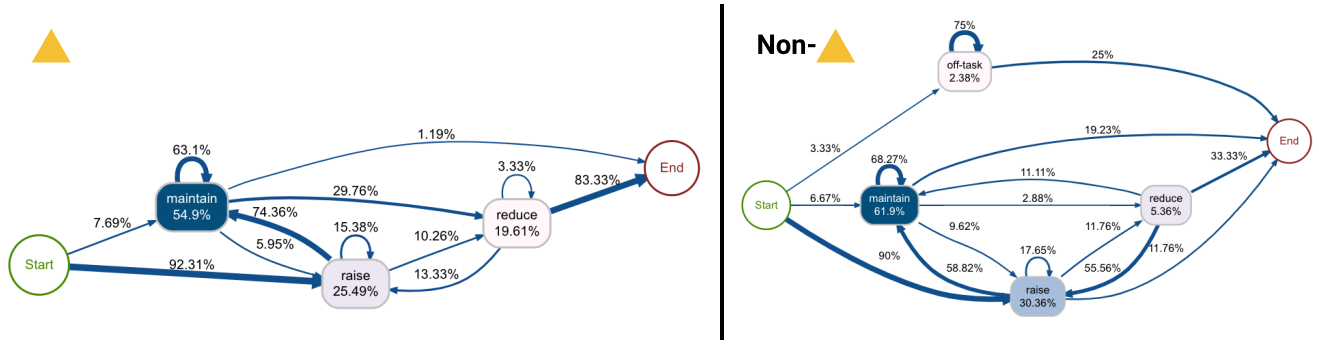 63.1%
maintain
54.9%
1.19%
29.76%
74.36%
5.95%
7.69%
Start
92.31%
15.38%
raise
25.49%
10.26%
13.33%
3.33%
reduce
19.61%
83.33%
End
Non-
75%
off-task
2.38%
25%
3.33%
68.27%
maintain
61.9%
19.23%
11.11%
2.88%
6.67%
Start
90%
9.62%
58.82%
17.65%
raise
30.36%
11.76%
55.56%
11.76%
reduce
5.36%
33.33%
End